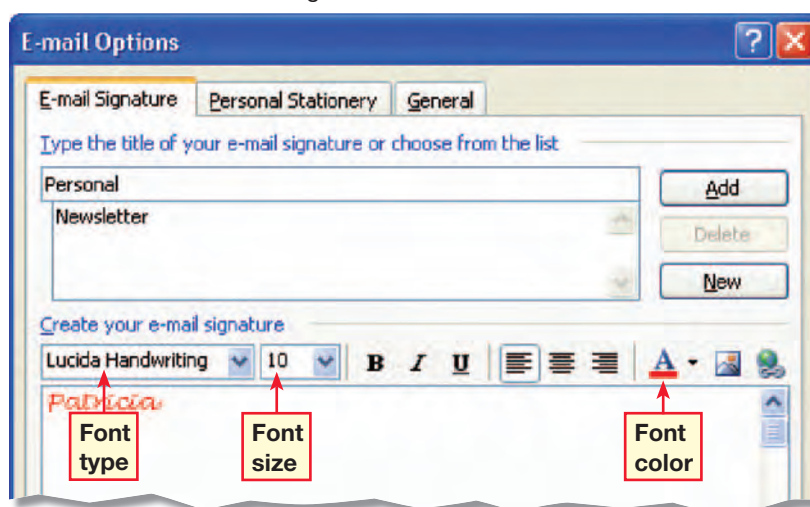 E-mail Options
E-mail Signature Personal Stationery General
Type the title of your e-mail signature or choose from the list
Personal
Add
Newsletter
Delete
New
Create your e-mail signature
Lucida Handwriting 10 B I U A
Patricia
Font type
Font size
Font color